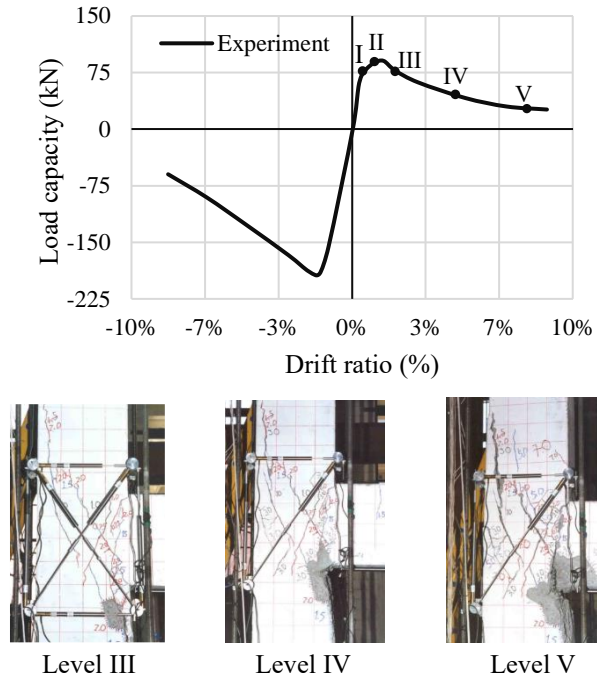 150
Experiment
I
II
III
IV
V
75
0
-75
-150
-225
Load capacity (kN)
-10%
-7%
-3%
0%
3%
7%
10%
Drift ratio (%)
Level III
Level IV
Level V